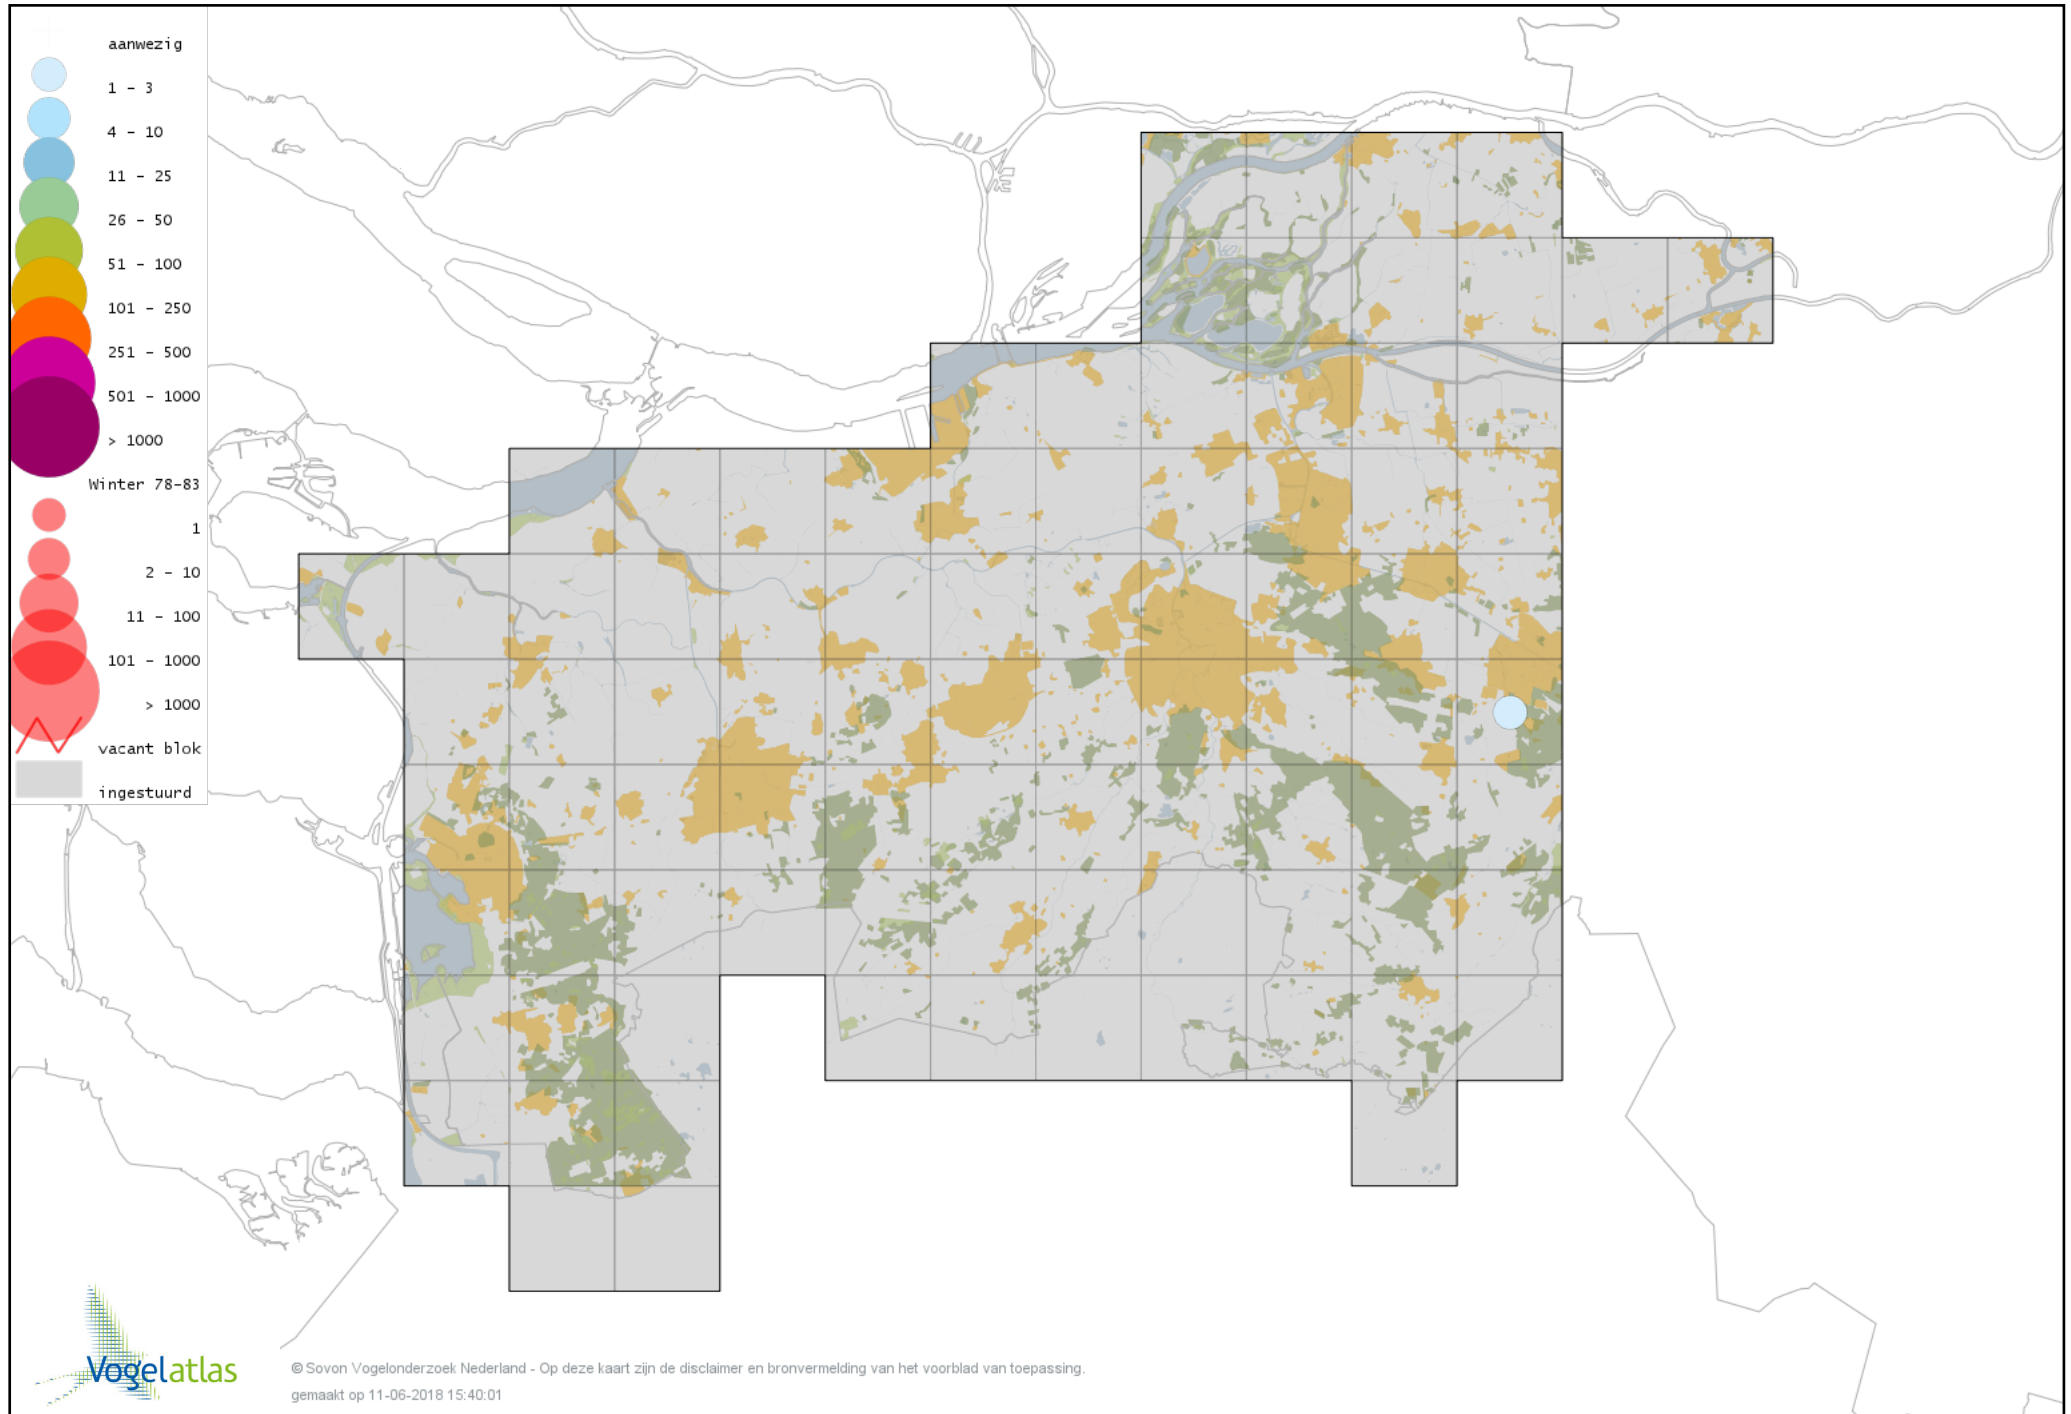 aanwezig
1 - 3
4 - 10
11 - 25
26 - 50
51 - 100
101 - 250
251 - 500
501 - 1000
> 1000
Winter 78-83
1
2 - 10
11 - 100
101 - 1000
> 1000
vacant blok
ingestuurd
Vogelatlas
© Sovon Vogelonderzoek Nederland - Op deze kaart zijn de disclaimer en bronvermelding van het voorblad van toepassing.
gemaakt op 11-06-2018 15:40:01